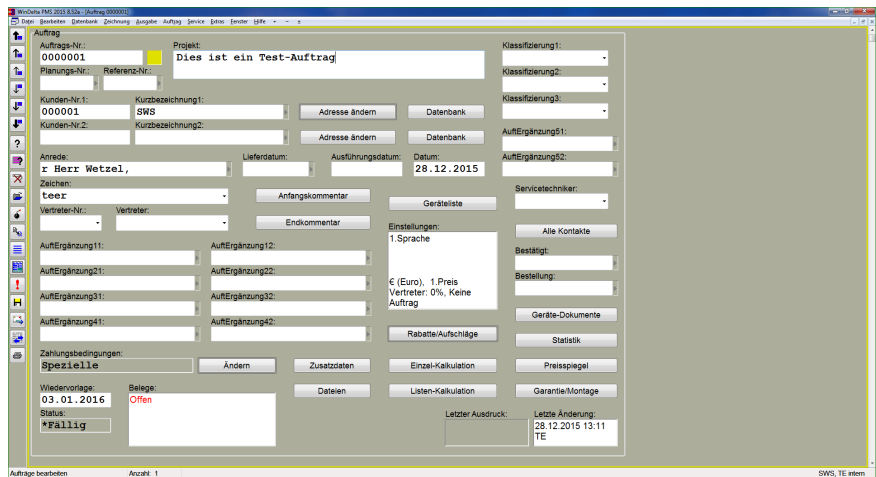 WinDelta PMS 2015 8.52a - [Auftrag 0000001]
Datei Bearbeiten Datenbank Zeichnung Ausgabe Auftrag Service Extras Fenster Hilfe + - ±
Auftrag
Auftrags-Nr.: Projekt: Klassifizierung1:
0000001 Dies ist ein Test-Auftrag
Planungs-Nr.: Referenz-Nr.: Klassifizierung2:
Kunden-Nr.1: Kurzbezeichnung1: Klassifizierung3:
000001 SWS Adresse ändern Datenbank
Kunden-Nr.2: Kurzbezeichnung2: AuftErgänzung51:
Adresse ändern Datenbank
Anrede: Lieferdatum: Ausführungsdatum: Datum: AuftErgänzung52:
r Herr Wetzel, 28.12.2015
Zeichen: Servicetechniker:
teer Anfangskommentar Geräteliste
Vertreter-Nr.: Vertreter: Endkommentar Einstellungen: Alle Kontakte
1.Sprache
AuftErgänzung11: AuftErgänzung12: Bestätigt:
AuftErgänzung21: AuftErgänzung22: Bestellung:
€ (Euro), 1.Preis
Vertreter: 0%, Keine
Auftrag
AuftErgänzung31: AuftErgänzung32: Geräte-Dokumente
AuftErgänzung41: AuftErgänzung42: Rabatte/Aufschläge Statistik
Zahlungsbedingungen:
Spezielle Ändern Zusatzdaten Einzel-Kalkulation Preisspiegel
Wiedervorlage: Belege: Dateien Listen-Kalkulation Garantie/Montage
03.01.2016 Offen
Status: Letzter Ausdruck: Letzte Änderung:
*Fällig 28.12.2015 13:11
TE
Aufträge bearbeiten Anzahl: 1 SWS, TE intern